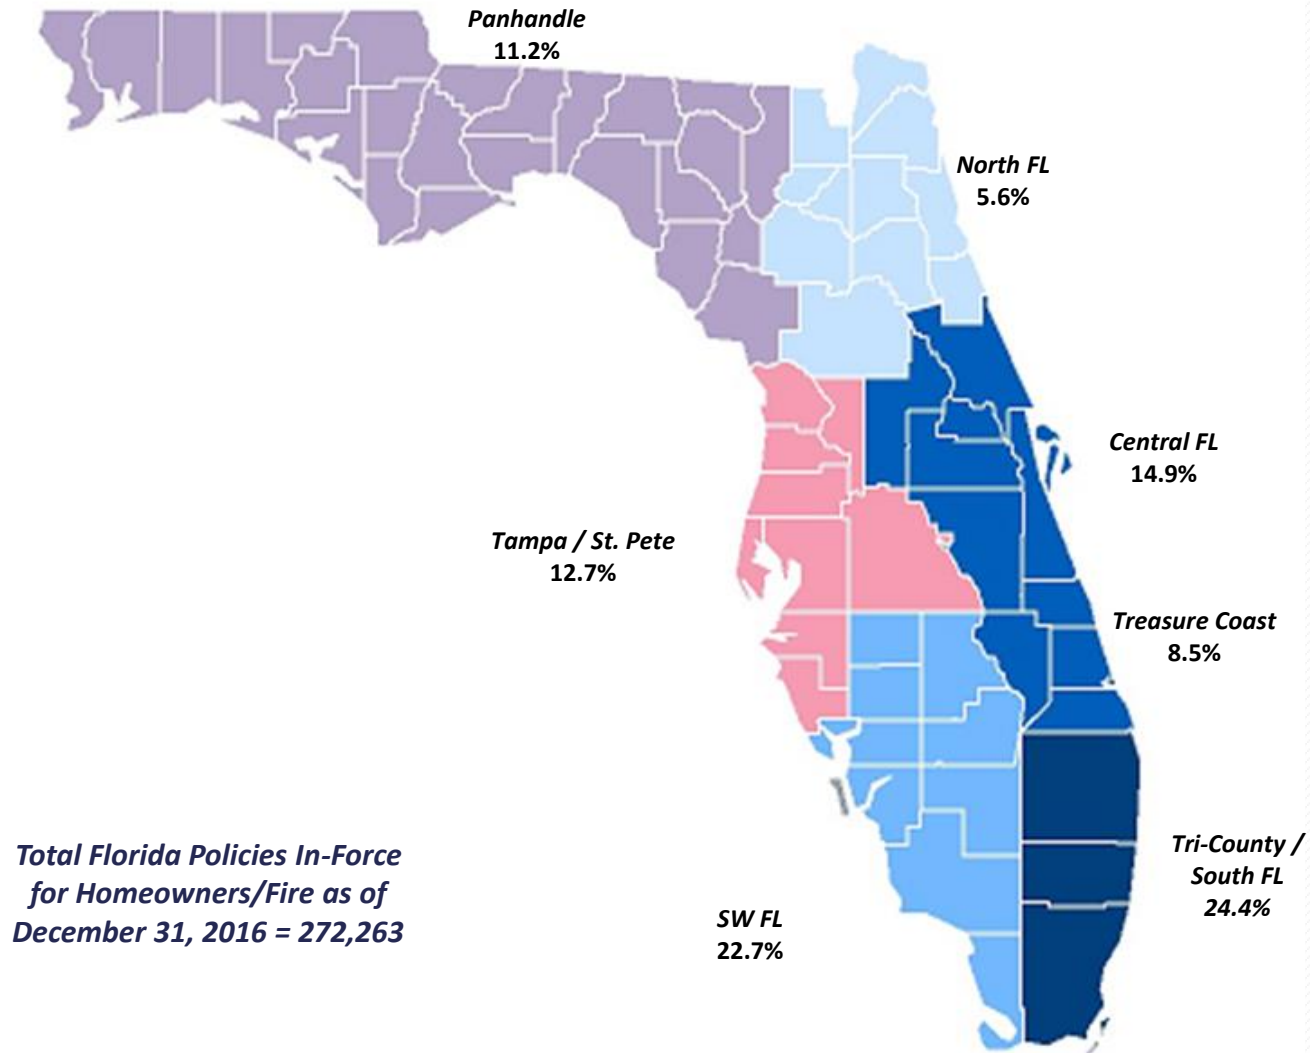 Panhandle
11.2%
North FL
5.6%
Central FL
14.9%
Tampa / St. Pete
12.7%
Treasure Coast
8.5%
Tri-County /
South FL
24.4%
SW FL
22.7%
Total Florida Policies In-Force
for Homeowners/Fire as of
December 31, 2016 = 272,263